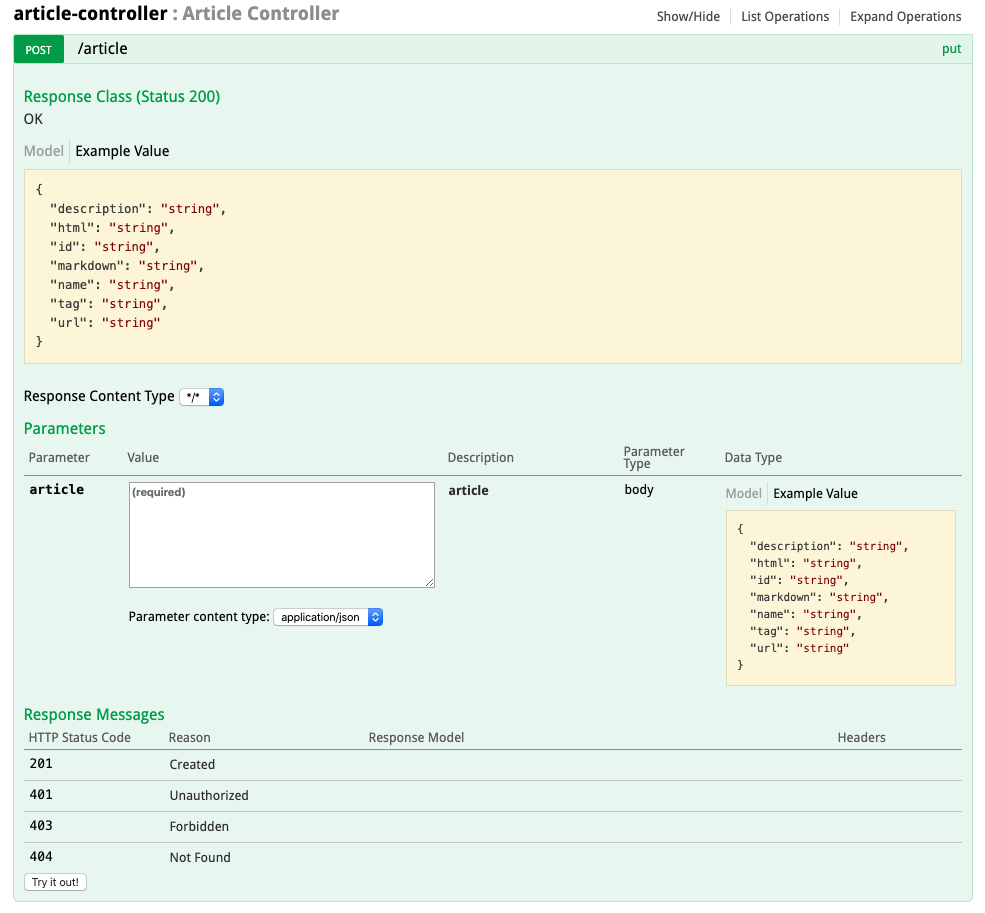 article-controller : Article Controller
Show/Hide List Operations Expand Operations
POST /article put
Response Class (Status 200)
OK
Model Example Value
{
"description": "string",
"html": "string",
"id": "string",
"markdown": "string",
"name": "string",
"tag": "string",
"url": "string"
}
Response Content Type */*
Parameters
Parameter Value Description Parameter Type Data Type
article (required) article body Model Example Value
{
"description": "string",
"html": "string",
"id": "string",
"markdown": "string",
"name": "string",
"tag": "string",
"url": "string"
}
Parameter content type: application/json
Response Messages
HTTP Status Code Reason Response Model Headers
201 Created
401 Unauthorized
403 Forbidden
404 Not Found
Try it out!